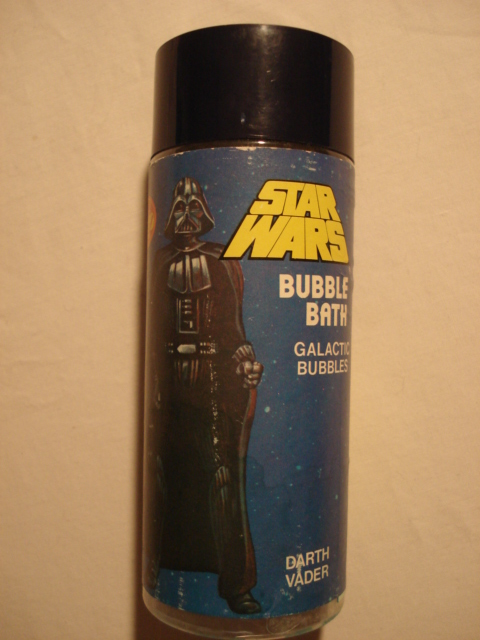 STAR
WARS
BUBBLE
BATH
GALACTIC
BUBBLES
DARTH
VADER